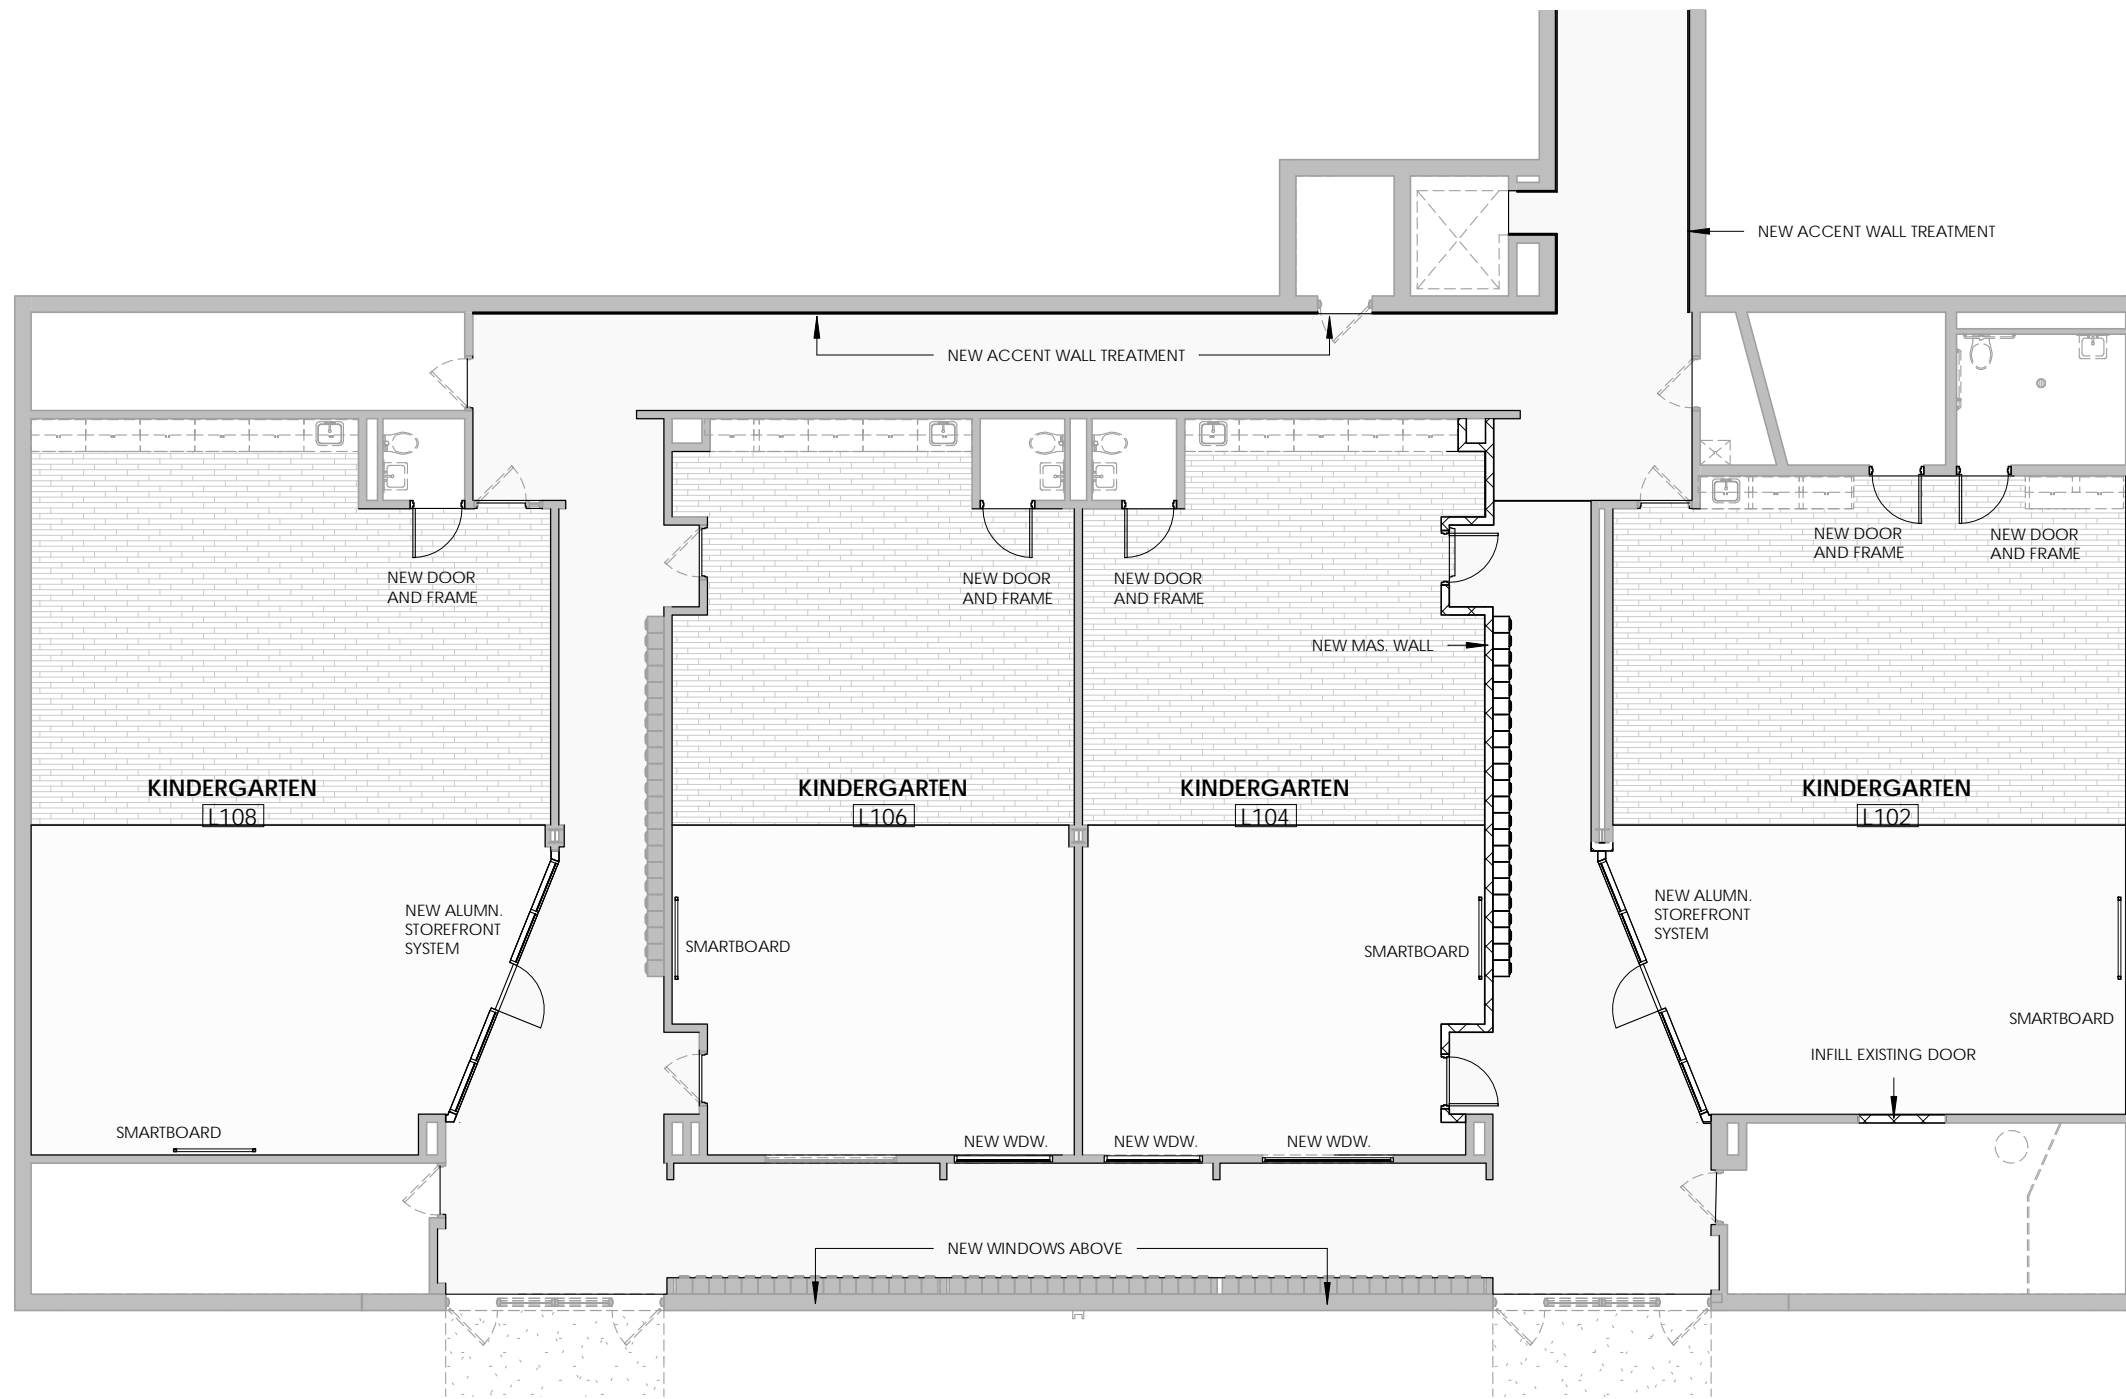 NEW ACCENT WALL TREATMENT
NEW ACCENT WALL TREATMENT
NEW DOOR
AND FRAME
NEW DOOR
AND FRAME
NEW DOOR
AND FRAME
NEW DOOR
AND FRAME
NEW DOOR
AND FRAME
NEW MAS. WALL
KINDERGARTEN
L108
KINDERGARTEN
L106
KINDERGARTEN
L104
KINDERGARTEN
L102
NEW ALUMN.
STOREFRONT
SYSTEM
SMARTBOARD
SMARTBOARD
NEW ALUMN.
STOREFRONT
SYSTEM
SMARTBOARD
INFILL EXISTING DOOR
SMARTBOARD
NEW WDW.
NEW WDW.
NEW WDW.
NEW WINDOWS ABOVE